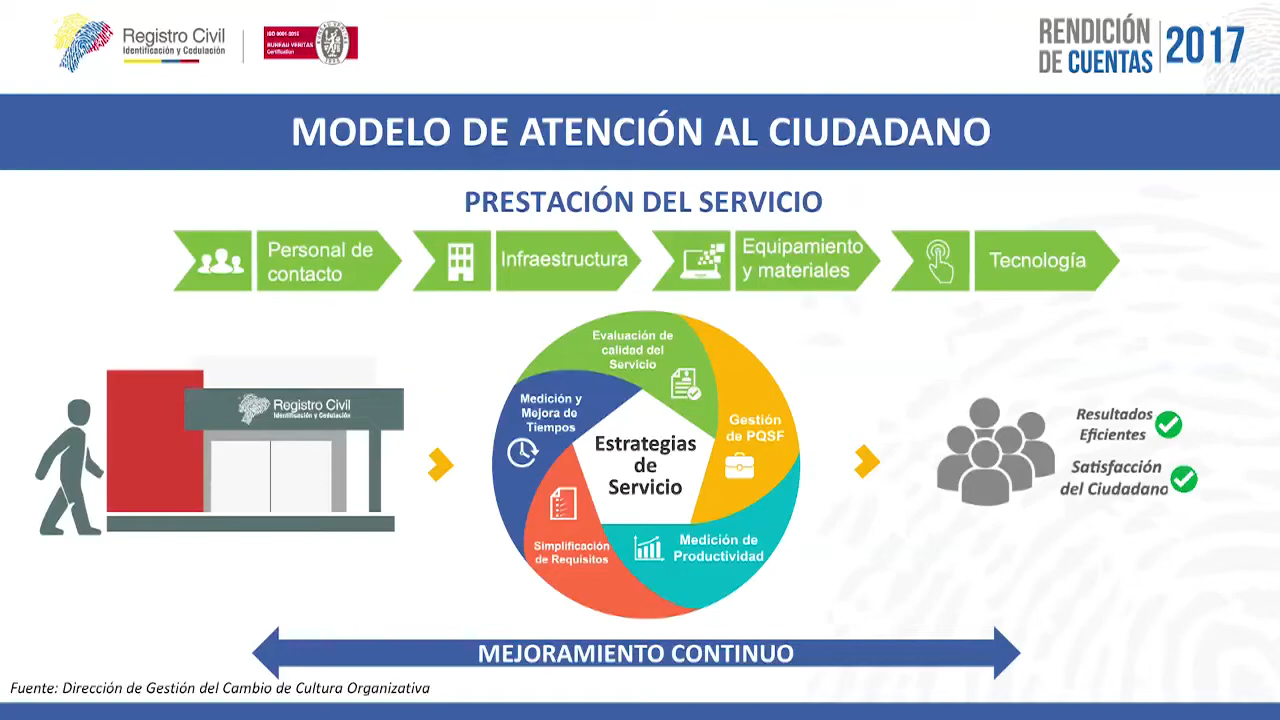 Registro Civil
Identificación y Cedulación
ISO 9001:2015
BUREAU VERITAS
Certification
RENDICIÓN
DE CUENTAS
2017
MODELO DE ATENCIÓN AL CIUDADANO
PRESTACIÓN DEL SERVICIO
Personal de
contacto
Infraestructura
Equipamiento
y materiales
Tecnología
Registro Civil
Identificación y Cedulación
Evaluación de
calidad del
Servicio
Medición y
Mejora de
Tiempos
Gestión
de PQSF
Estrategias
de
Servicio
Simplificación
de Requisitos
Medición de
Productividad
Resultados
Eficientes
Satisfacción
del Ciudadano
MEJORAMIENTO CONTINUO
Fuente: Dirección de Gestión del Cambio de Cultura Organizativa